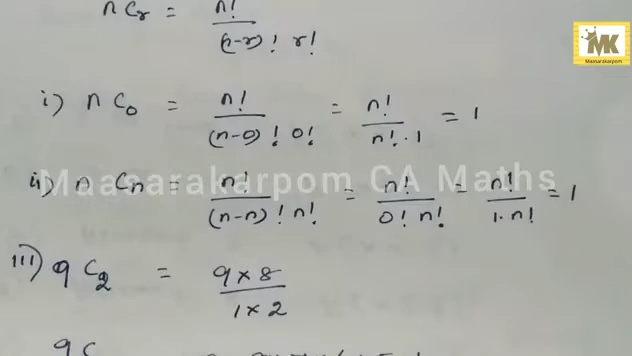 nCr = n! / (n-r)! r!
MK
Maasarakarpom
i) nC0 = n! / (n-0)! 0! = n! / n! · 1 = 1
Maasarakarpom CA Maths
ii) nCn = n! / (n-n)! n! = n! / 0! n! = n! / 1. n! = 1
iii) 9C2 = 9 × 8 / 1 × 2
9C